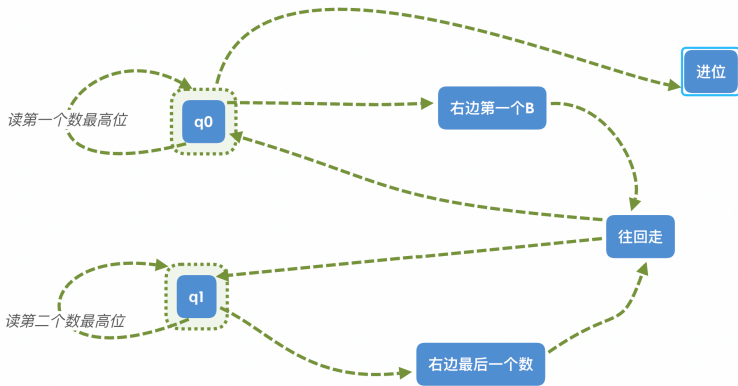 进位
右边第一个B
q0
读第一个数最高位
往回走
q1
读第二个数最高位
右边最后一个数